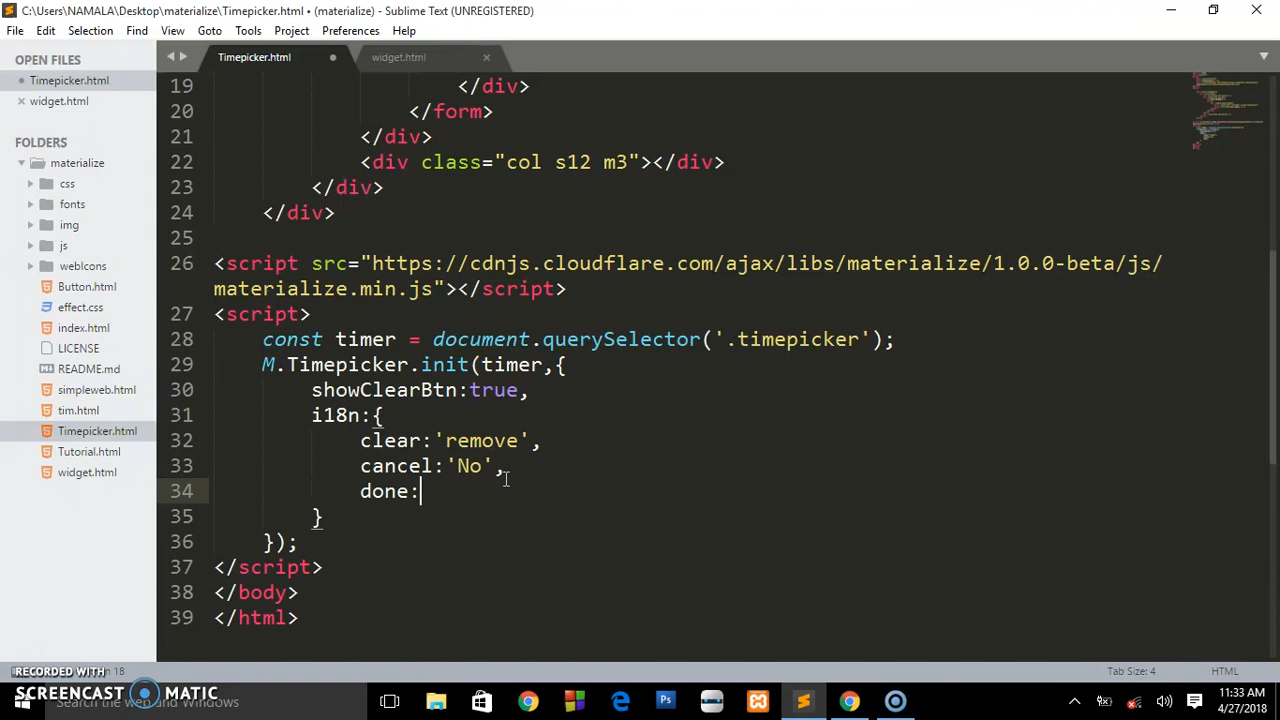 C:\Users\NAMALA\Desktop\materialize\Timepicker.html • (materialize) - Sublime Text (UNREGISTERED)
File Edit Selection Find View Goto Tools Project Preferences Help
OPEN FILES
Timepicker.html
widget.html
FOLDERS
materialize
css
fonts
img
js
webIcons
Button.html
effect.css
index.html
LICENSE
README.md
simpleweb.html
tim.html
Timepicker.html
Tutorial.html
widget.html
Timepicker.html widget.html
19 </div>
20 </form>
21 </div>
22 <div class="col s12 m3"></div>
23 </div>
24 </div>
25
26 <script src="https://cdnjs.cloudflare.com/ajax/libs/materialize/1.0.0-beta/js/
materialize.min.js"></script>
27 <script>
28 const timer = document.querySelector('.timepicker');
29 M.Timepicker.init(timer,{
30 showClearBtn:true,
31 i18n:{
32 clear:'remove',
33 cancel:'No',
34 done:
35 }
36 });
37 </script>
38 </body>
39 </html>
RECORDED WITH
SCREENCAST MATIC
18 Tab Size: 4 HTML
Search the web and Windows
Ps
11:33 AM
4/27/2018